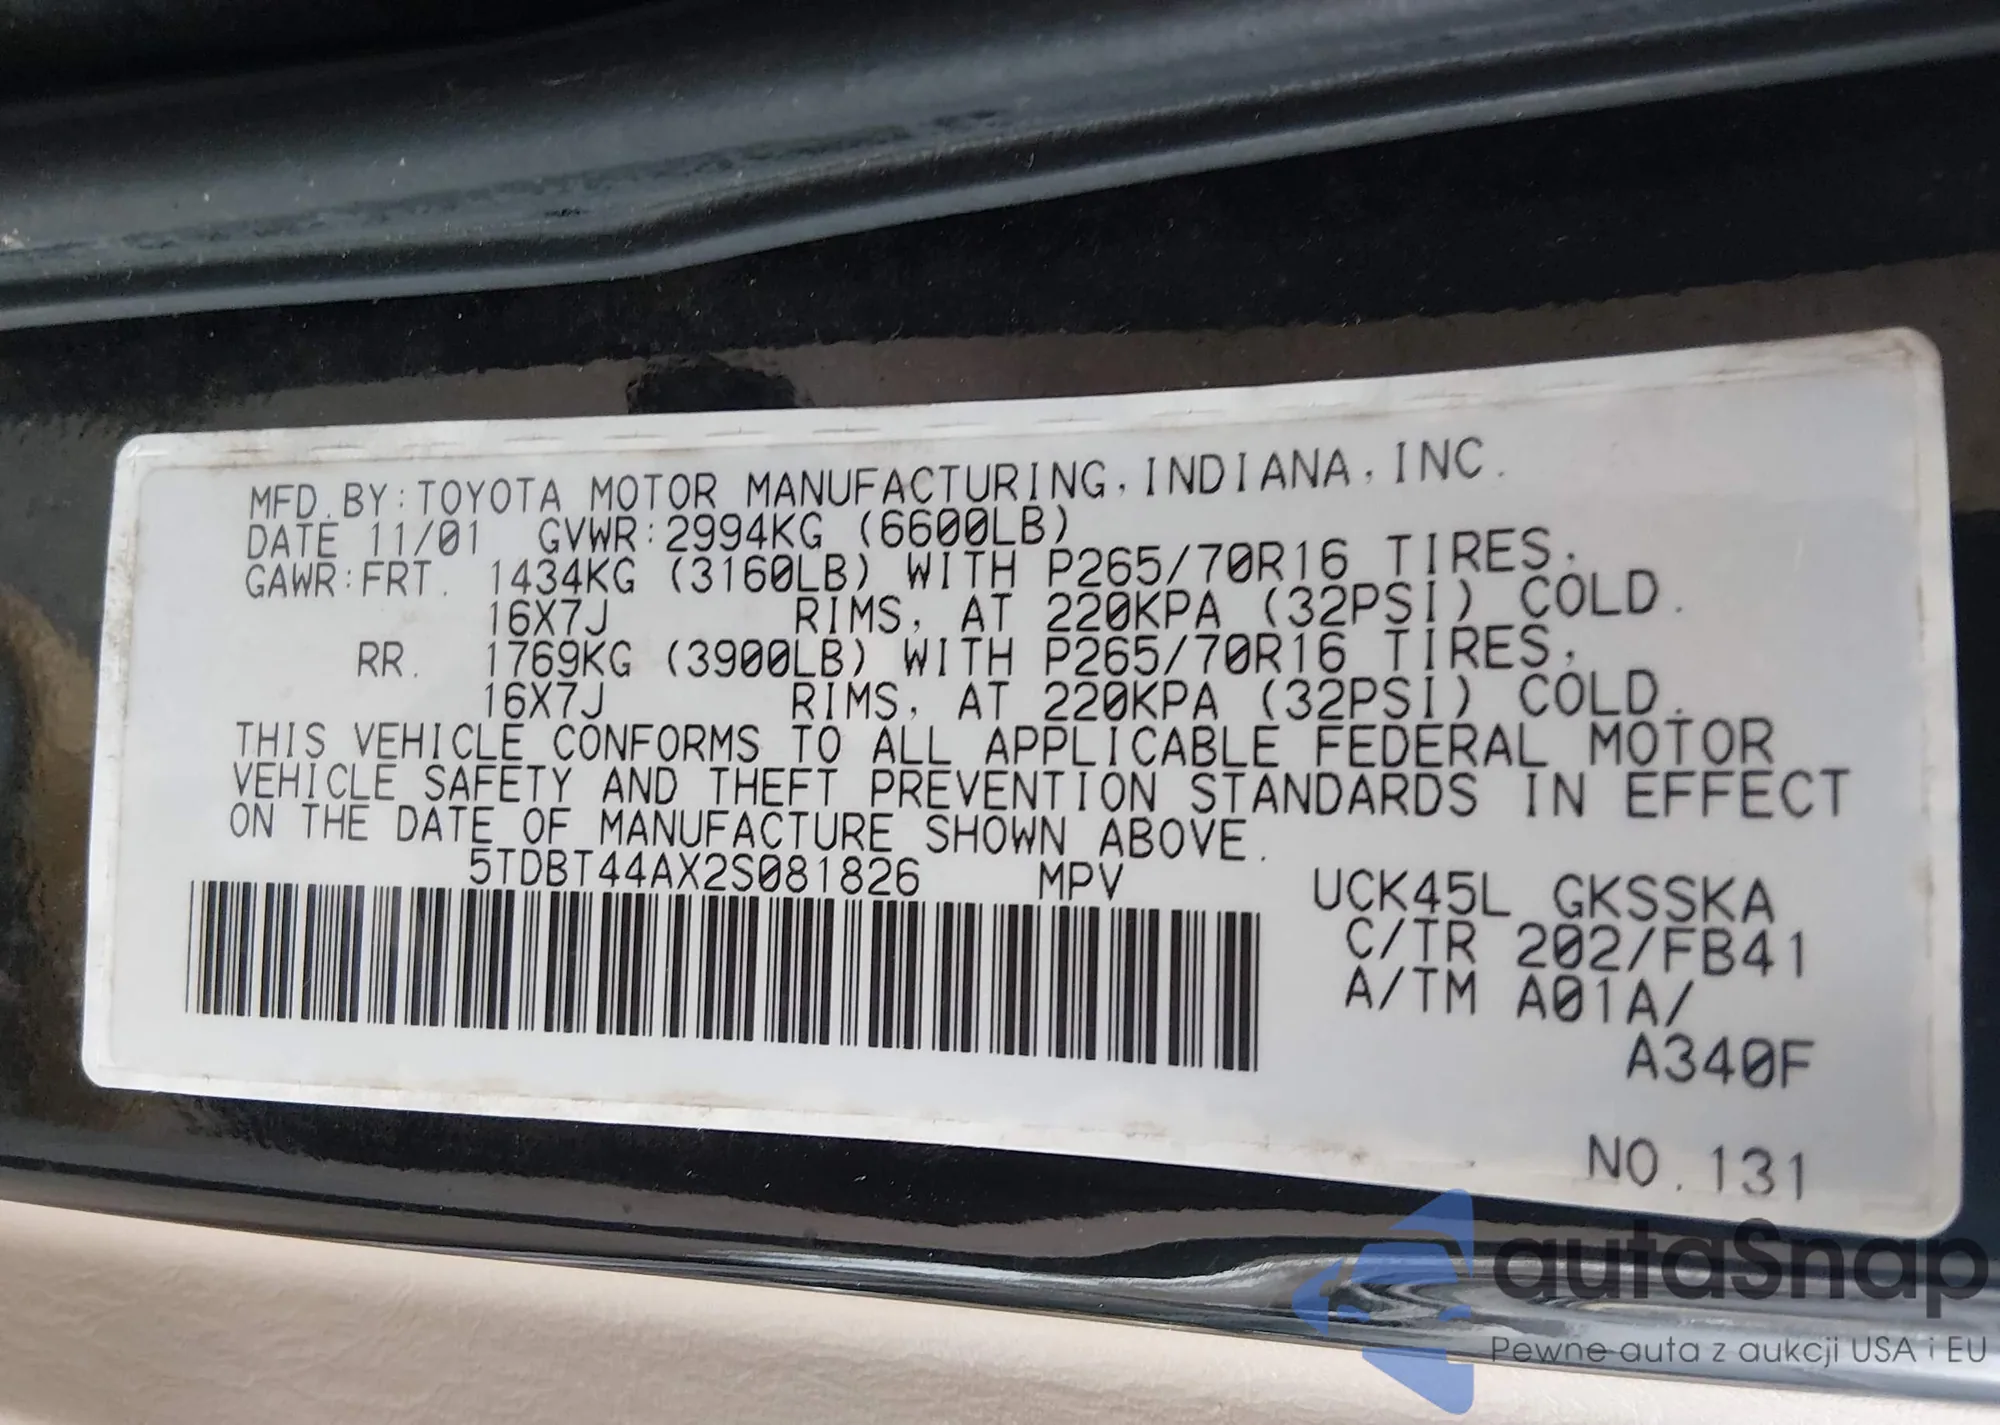 MFD.BY:TOYOTA MOTOR MANUFACTURING,INDIANA,INC.
DATE 11/01 GVWR:2994KG (6600LB)
GAWR:FRT. 1434KG (3160LB) WITH P265/70R16 TIRES,
16X7J RIMS, AT 220KPA (32PSI) COLD.
RR. 1769KG (3900LB) WITH P265/70R16 TIRES,
16X7J RIMS, AT 220KPA (32PSI) COLD.
THIS VEHICLE CONFORMS TO ALL APPLICABLE FEDERAL MOTOR
VEHICLE SAFETY AND THEFT PREVENTION STANDARDS IN EFFECT
ON THE DATE OF MANUFACTURE SHOWN ABOVE.
5TDBT44AX2S081826 MPV
UCK45L GKSSKA
C/TR 202/FB41
A/TM A01A/
A340F
NO.131
autaSnap
Pewne auta z aukcji USA i EU